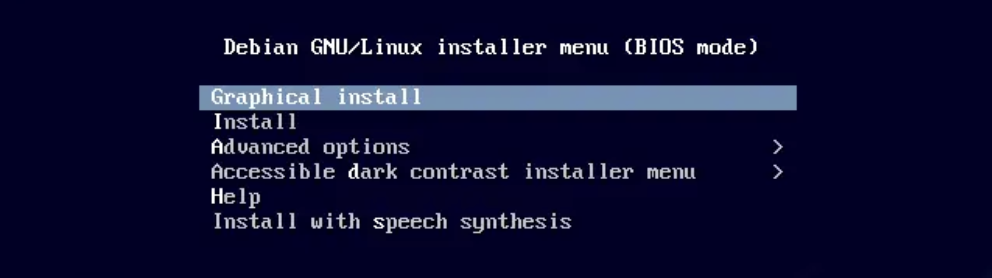 Debian GNU/Linux installer menu (BIOS mode)
Graphical install
Install
Advanced options >
Accessible dark contrast installer menu >
Help
Install with speech synthesis